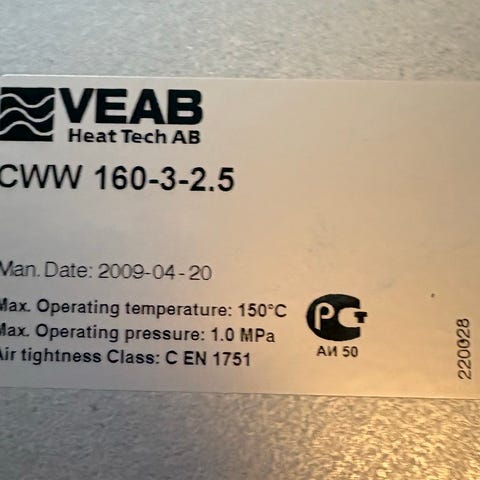 VEAB
Heat Tech AB
CWW 160-3-2.5
Man. Date: 2009-04-20
Max. Operating temperature: 150°C
Max. Operating pressure: 1.0 MPa
Air tightness Class: C EN 1751
РСТ
АИ 50
220028